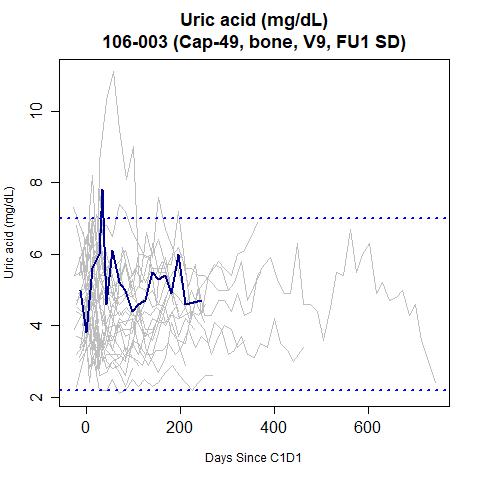 Uric acid (mg/dL)
106-003 (Cap-49, bone, V9, FU1 SD)
Uric acid (mg/dL)
10
8
6
4
2
0
200
400
600
Days Since C1D1